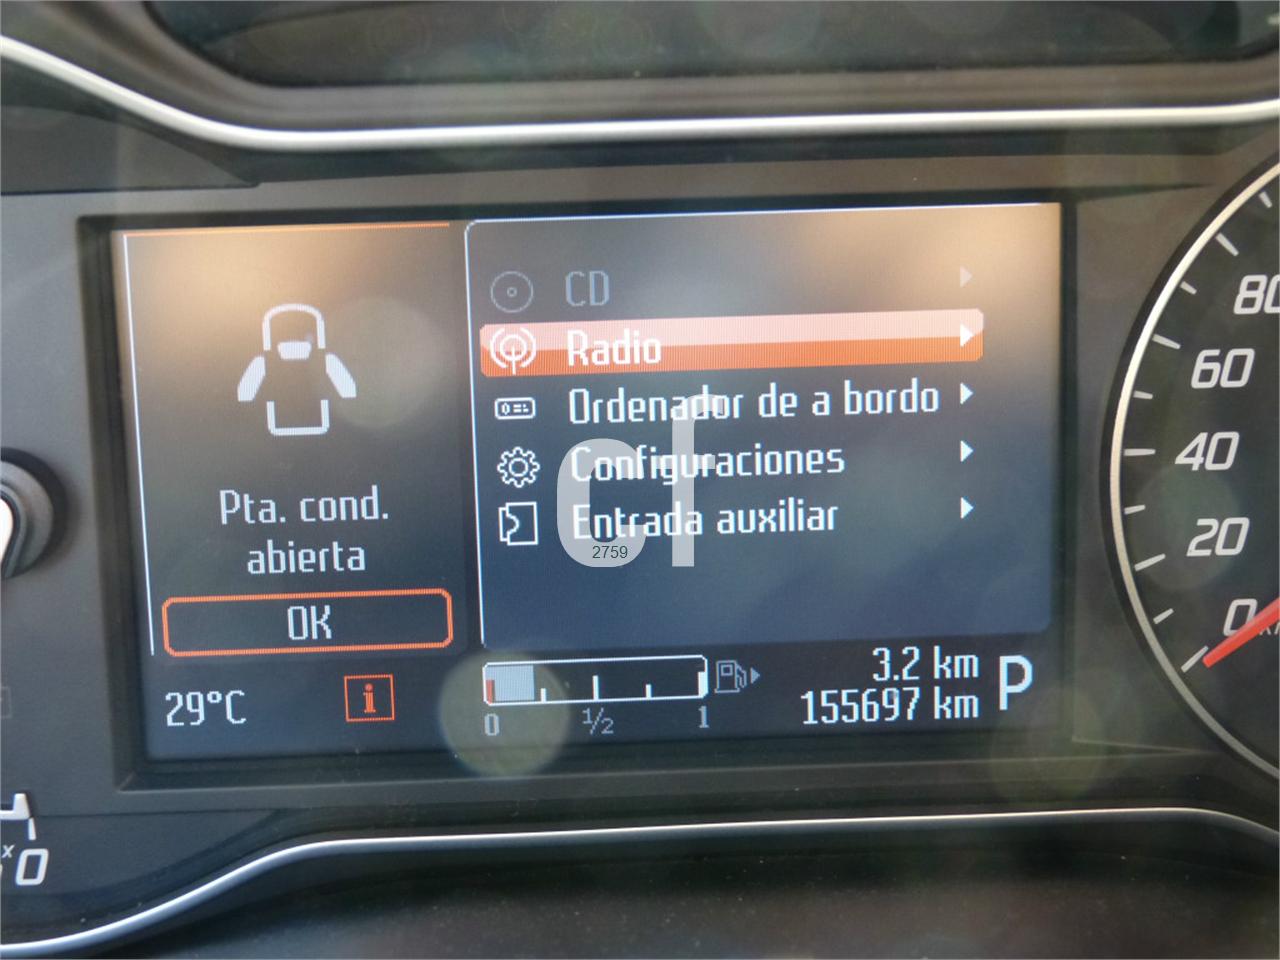 CD
Radio
Ordenador de a bordo
Configuraciones
Entrada auxiliar
Pta. cond.
abierta
OK
29°C
i
0
1/2
1
3.2 km
155697 km
P
80
60
40
20
0
cf
2759
x
0